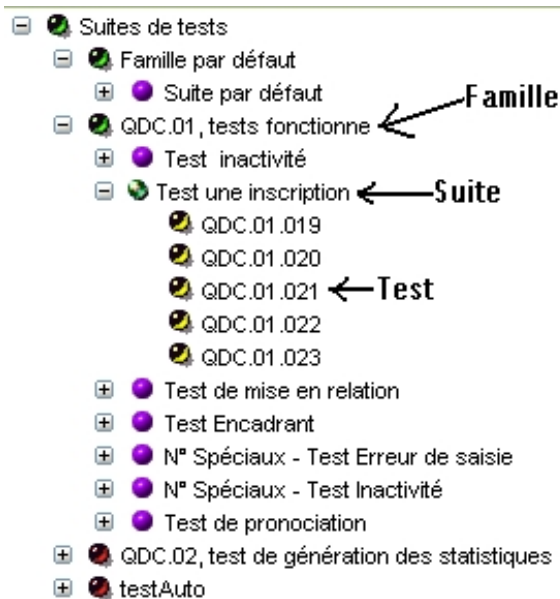 Suites de tests
Famille par défaut
Suite par défaut
Famille
QDC.01, tests fonctionne
Test inactivité
Test une inscription
Suite
QDC.01.019
QDC.01.020
QDC.01.021
Test
QDC.01.022
QDC.01.023
Test de mise en relation
Test Encadrant
N° Spéciaux - Test Erreur de saisie
N° Spéciaux - Test Inactivité
Test de pronociation
QDC.02, test de génération des statistiques
testAuto